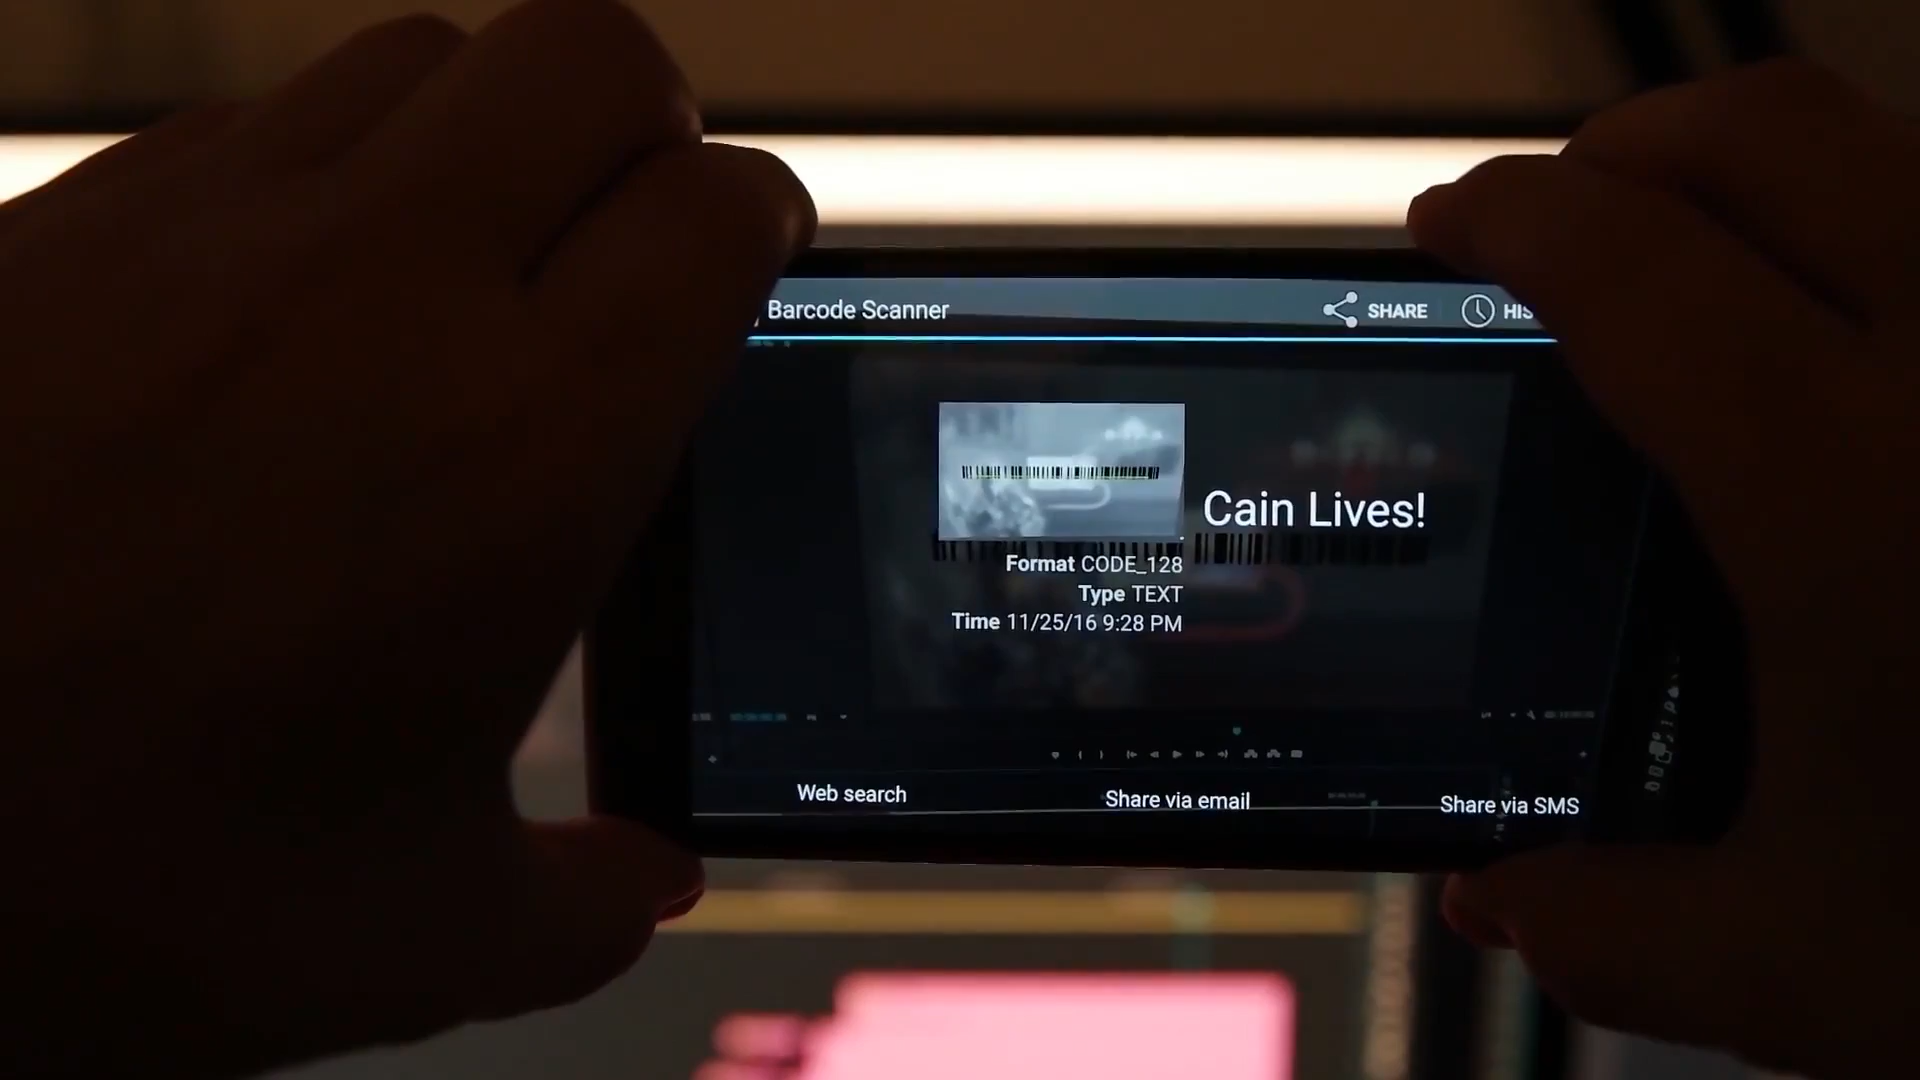 Barcode Scanner
SHARE
HIS
Cain Lives!
Format CODE_128
Type TEXT
Time 11/25/16 9:28 PM
Web search
Share via email
Share via SMS